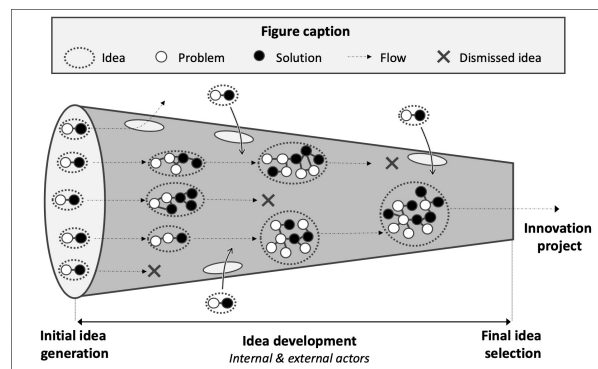 Figure caption
Idea
Problem
Solution
Flow
Dismissed idea
Innovation
project
Initial idea
generation
Idea development
Internal & external actors
Final idea
selection